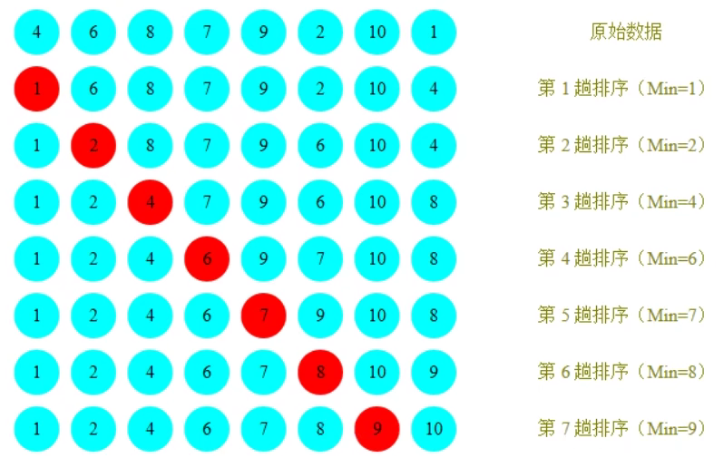 4 6 8 7 9 2 10 1 原始数据
1 6 8 7 9 2 10 4 第 1 趟排序（Min=1）
1 2 8 7 9 6 10 4 第 2 趟排序（Min=2）
1 2 4 7 9 6 10 8 第 3 趟排序（Min=4）
1 2 4 6 9 7 10 8 第 4 趟排序（Min=6）
1 2 4 6 7 9 10 8 第 5 趟排序（Min=7）
1 2 4 6 7 8 10 9 第 6 趟排序（Min=8）
1 2 4 6 7 8 9 10 第 7 趟排序（Min=9）